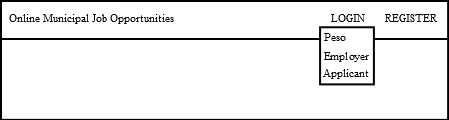 Online Municipal Job Opportunities LOGIN REGISTER
Peso
Employer
Applicant